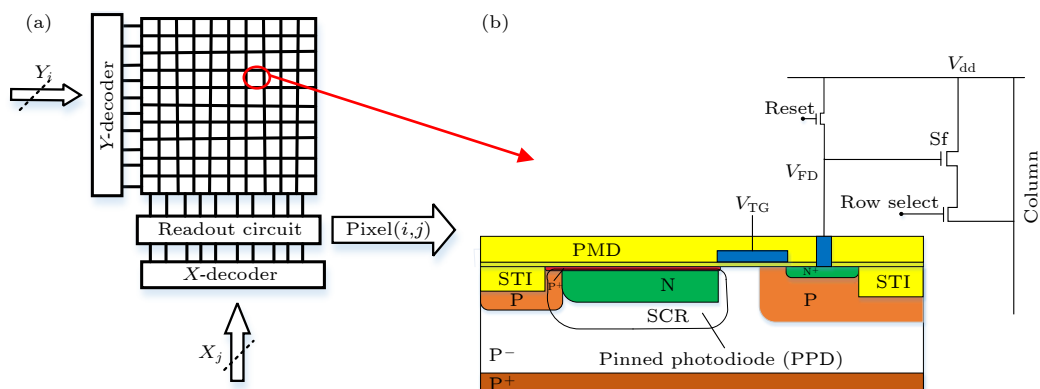 (a)
Y_i
Y-decoder
Readout circuit
Pixel(i,j)
X-decoder
X_j
(b)
V_dd
Reset
Sf
V_FD
Column
V_TG
Row select
PMD
STI
P+
N
N+
STI
P
P
SCR
P−
Pinned photodiode (PPD)
P+